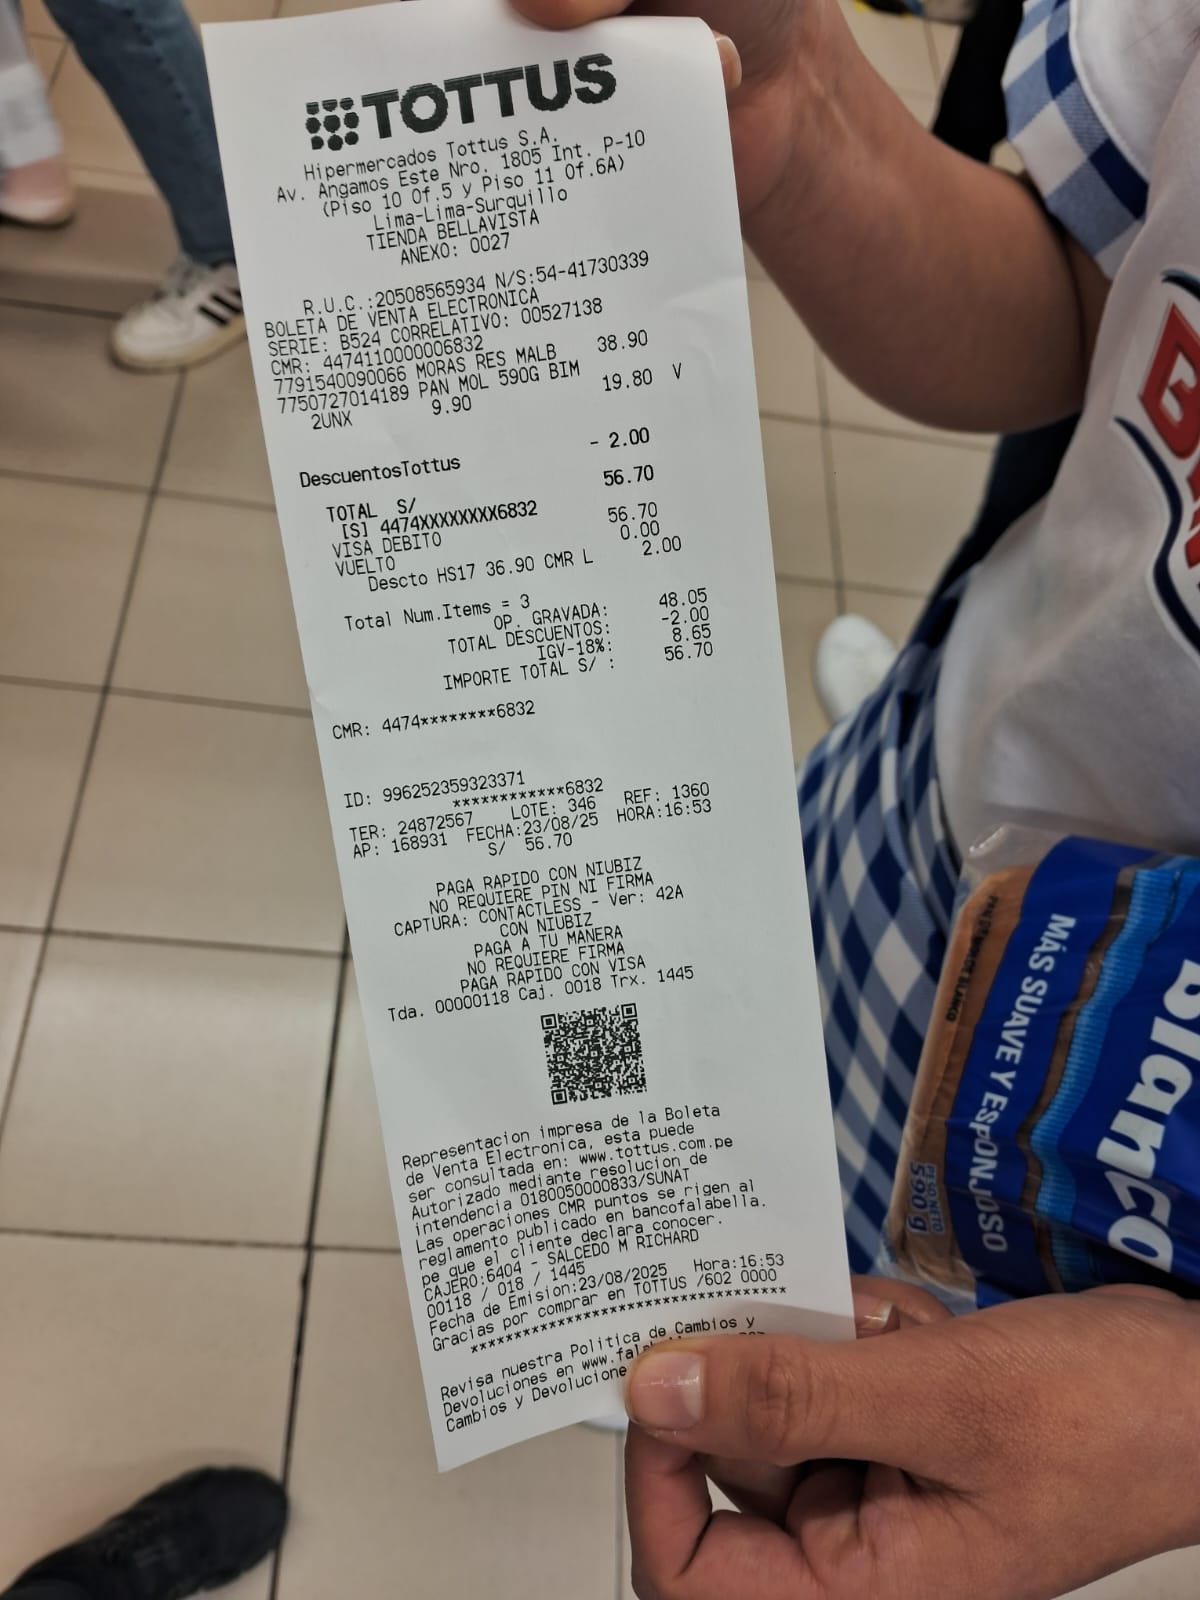 TOTTUS
Hipermercados Tottus S.A.
Av. Angamos Este Nro. 1805 Int. P-10
(Piso 10 Of.5 y Piso 11 Of.6A)
Lima-Lima-Surquillo
TIENDA BELLAVISTA
ANEXO: 0027
R.U.C.:20508565934 N/S:54-41730339
BOLETA DE VENTA ELECTRONICA
SERIE: B524 CORRELATIVO: 00527138
CMR: 4474110000006832
7791540090066 MORAS RES MALB 38.90
7750727014189 PAN MOL 590G BIM
2UNX 9.90 19.80 V
DescuentosTottus - 2.00
TOTAL S/ 56.70
[S] 4474XXXXXXXX6832
VISA DEBITO 56.70
VUELTO 0.00
Descto HS17 36.90 CMR L 2.00
Total Num.Items = 3
OP. GRAVADA: 48.05
TOTAL DESCUENTOS: -2.00
IGV-18%: 8.65
IMPORTE TOTAL S/ : 56.70
CMR: 4474********6832
ID: 996252359323371
************6832
TER: 24872567 LOTE: 346 REF: 1360
AP: 168931 FECHA:23/08/25 HORA:16:53
S/ 56.70
PAGA RAPIDO CON NIUBIZ
NO REQUIERE PIN NI FIRMA
CAPTURA: CONTACTLESS - Ver: 42A
CON NIUBIZ
PAGA A TU MAÑERA
NO REQUIERE FIRMA
PAGA RAPIDO CON VISA
Tda. 00000118 Caj. 0018 Trx. 1445
Representacion impresa de la Boleta
de Venta Electronica, esta puede
ser consultada en: www.tottus.com.pe
Autorizado mediante resolucion de
intendencia 0180050000833/SUNAT
Las operaciones CMR puntos se rigen al
reglamento publicado en bancofalabella.
pe que el cliente declara conocer.
CAJERO:6404 - SALCEDO M RICHARD
00118 / 018 / 1445
Fecha de Emision:23/08/2025 Hora:16:53
Gracias por comprar en TOTTUS /602 0000
***********************************
Revisa nuestra Politica de Cambios y
Devoluciones en
Cambios y
Blanco
MÁS SUAVE Y ESPONJOSO
PAN DE MOLDE BLANCO
PESO NETO
590 g